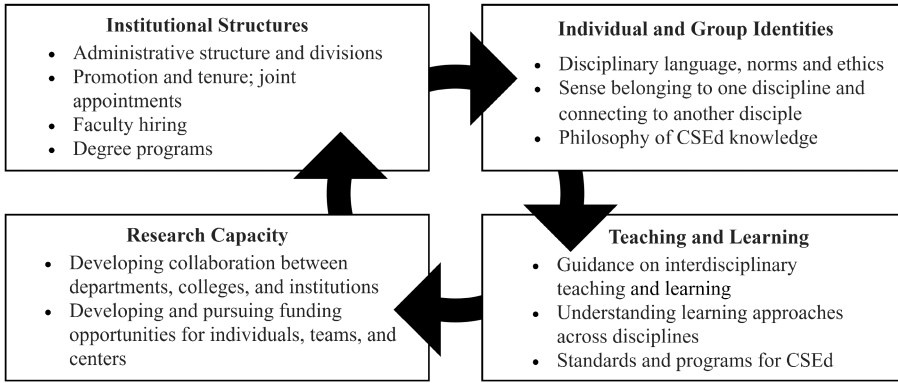 Institutional Structures
• Administrative structure and divisions
• Promotion and tenure; joint
appointments
• Faculty hiring
• Degree programs
Individual and Group Identities
• Disciplinary language, norms and ethics
• Sense belonging to one discipline and
connecting to another disciple
• Philosophy of CSEd knowledge
Research Capacity
• Developing collaboration between
departments, colleges, and institutions
• Developing and pursuing funding
opportunities for individuals, teams, and
centers
Teaching and Learning
• Guidance on interdisciplinary
teaching and learning
• Understanding learning approaches
across disciplines
• Standards and programs for CSEd